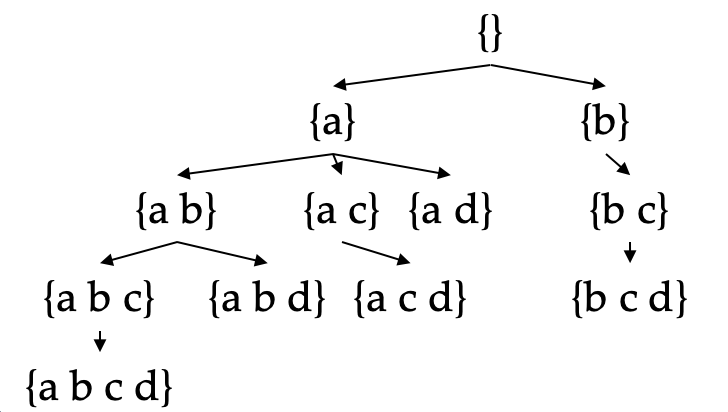 {}
{a} {b}
{a b} {a c} {a d} {b c}
{a b c} {a b d} {a c d} {b c d}
{a b c d}